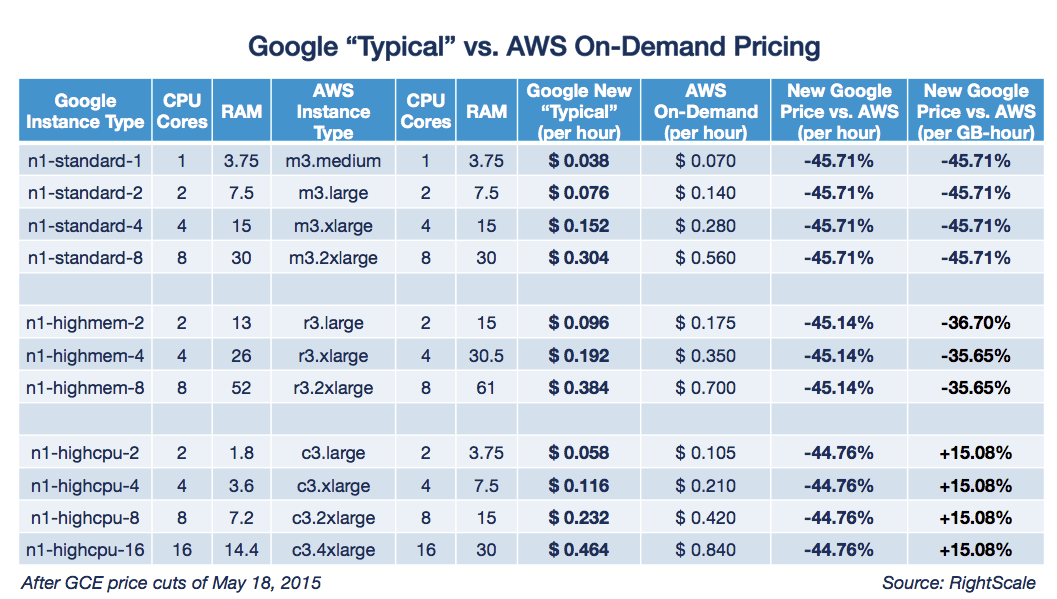 Google “Typical” vs. AWS On-Demand Pricing
Google Instance Type | CPU Cores | RAM | AWS Instance Type | CPU Cores | RAM | Google New “Typical” (per hour) | AWS On-Demand (per hour) | New Google Price vs. AWS (per hour) | New Google Price vs. AWS (per GB-hour)
n1-standard-1 1 3.75 m3.medium 1 3.75 $ 0.038 $ 0.070 -45.71% -45.71%
n1-standard-2 2 7.5 m3.large 2 7.5 $ 0.076 $ 0.140 -45.71% -45.71%
n1-standard-4 4 15 m3.xlarge 4 15 $ 0.152 $ 0.280 -45.71% -45.71%
n1-standard-8 8 30 m3.2xlarge 8 30 $ 0.304 $ 0.560 -45.71% -45.71%
n1-highmem-2 2 13 r3.large 2 15 $ 0.096 $ 0.175 -45.14% -36.70%
n1-highmem-4 4 26 r3.xlarge 4 30.5 $ 0.192 $ 0.350 -45.14% -35.65%
n1-highmem-8 8 52 r3.2xlarge 8 61 $ 0.384 $ 0.700 -45.14% -35.65%
n1-highcpu-2 2 1.8 c3.large 2 3.75 $ 0.058 $ 0.105 -44.76% +15.08%
n1-highcpu-4 4 3.6 c3.xlarge 4 7.5 $ 0.116 $ 0.210 -44.76% +15.08%
n1-highcpu-8 8 7.2 c3.2xlarge 8 15 $ 0.232 $ 0.420 -44.76% +15.08%
n1-highcpu-16 16 14.4 c3.4xlarge 16 30 $ 0.464 $ 0.840 -44.76% +15.08%
After GCE price cuts of May 18, 2015 Source: RightScale